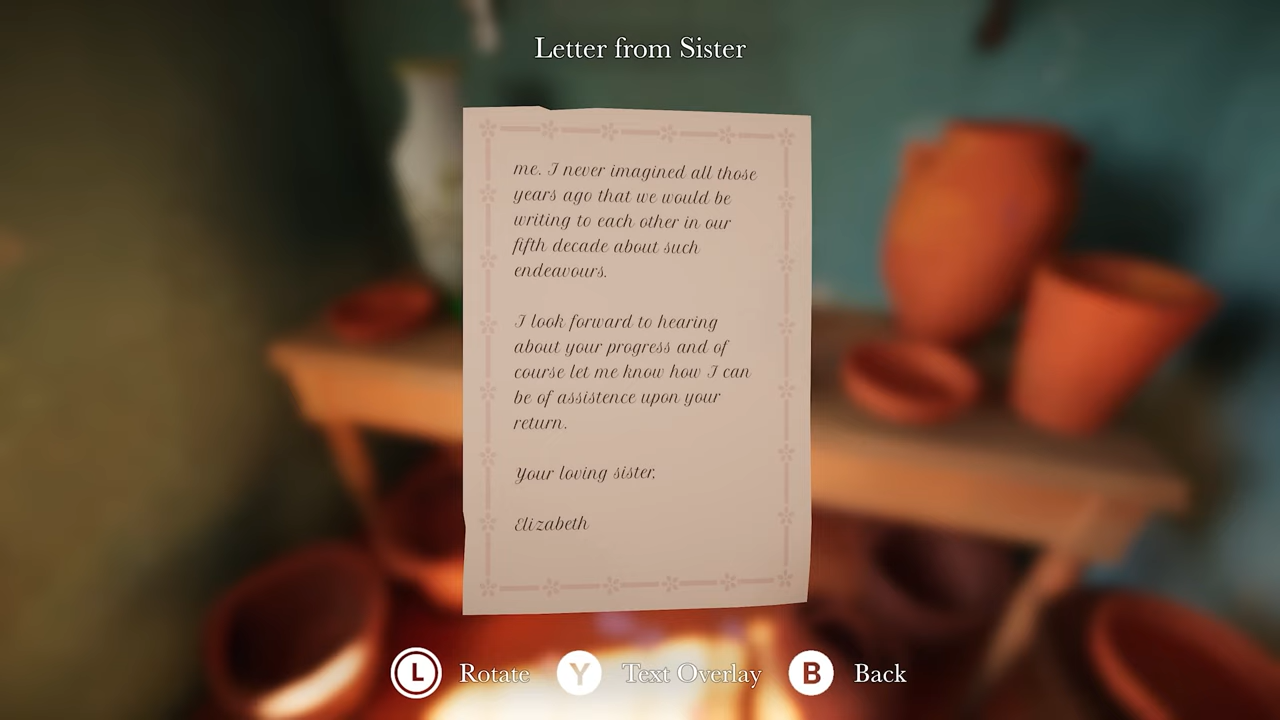 Letter from Sister
me. I never imagined all those
years ago that we would be
writing to each other in our
fifth decade about such
endeavours.
I look forward to hearing
about your progress and of
course let me know how I can
be of assistence upon your
return.
Your loving sister,
Elizabeth
L Rotate Y Text Overlay B Back